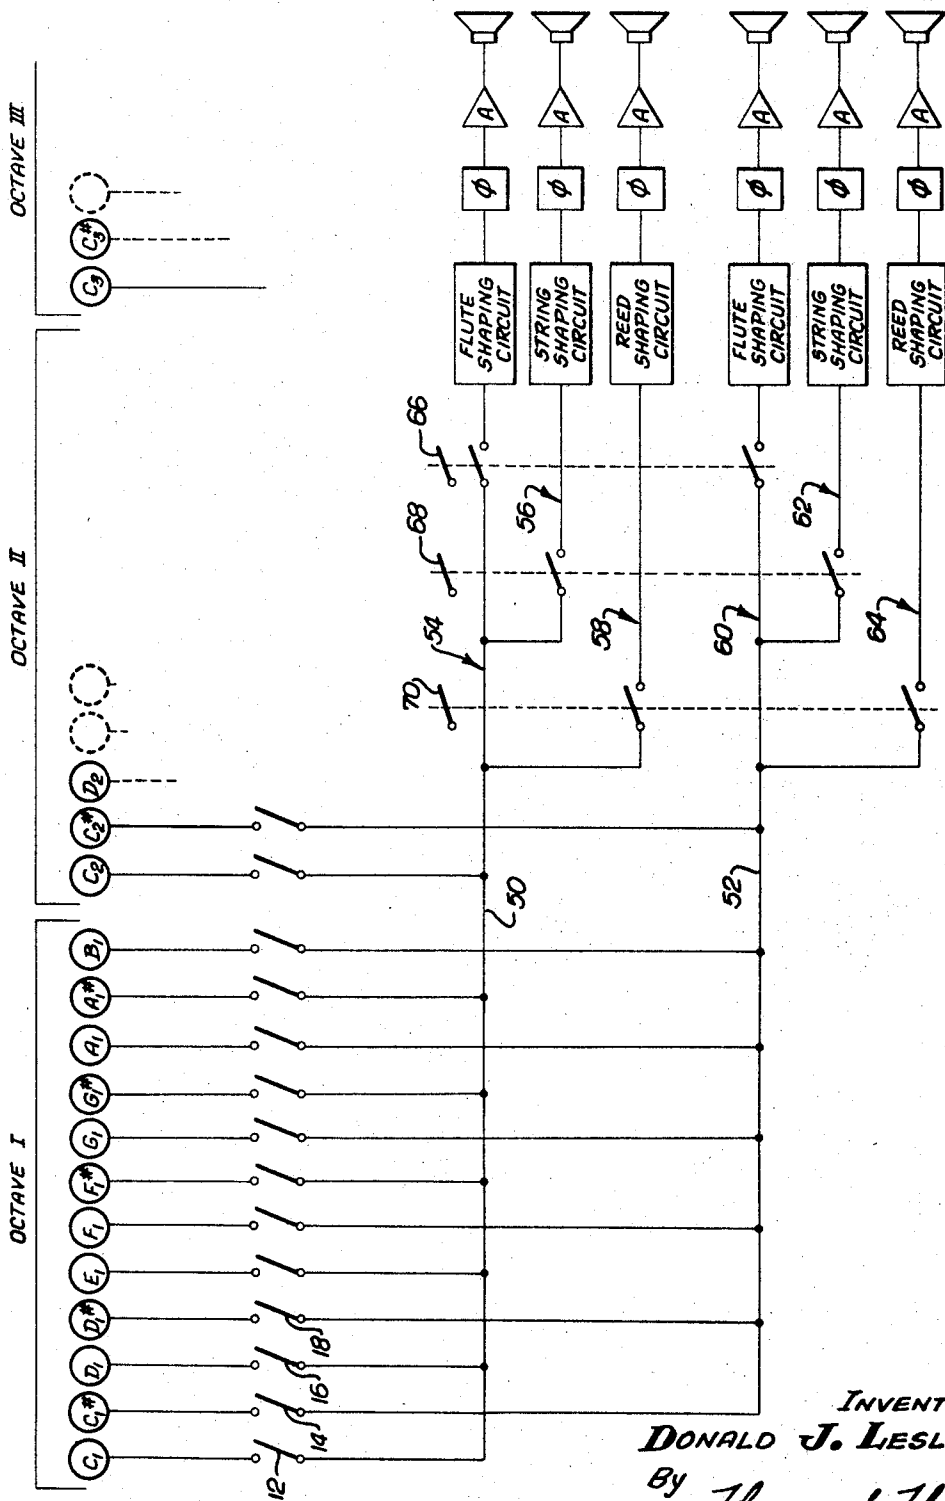 OCTAVE I
OCTAVE II
OCTAVE III
C1
C1#
D1
D1#
E1
F1
F1#
G1
G1#
A1
A1#
B1
C2
C2#
D2
C3
C3#
12
14
16
18
50
52
54
56
58
60
62
64
66
68
70
FLUTE
SHAPING
CIRCUIT
Φ
A
STRING
SHAPING
CIRCUIT
Φ
A
REED
SHAPING
CIRCUIT
Φ
A
FLUTE
SHAPING
CIRCUIT
Φ
A
STRING
SHAPING
CIRCUIT
Φ
A
REED
SHAPING
CIRCUIT
Φ
A
INVENT
DONALD J. LESL
By